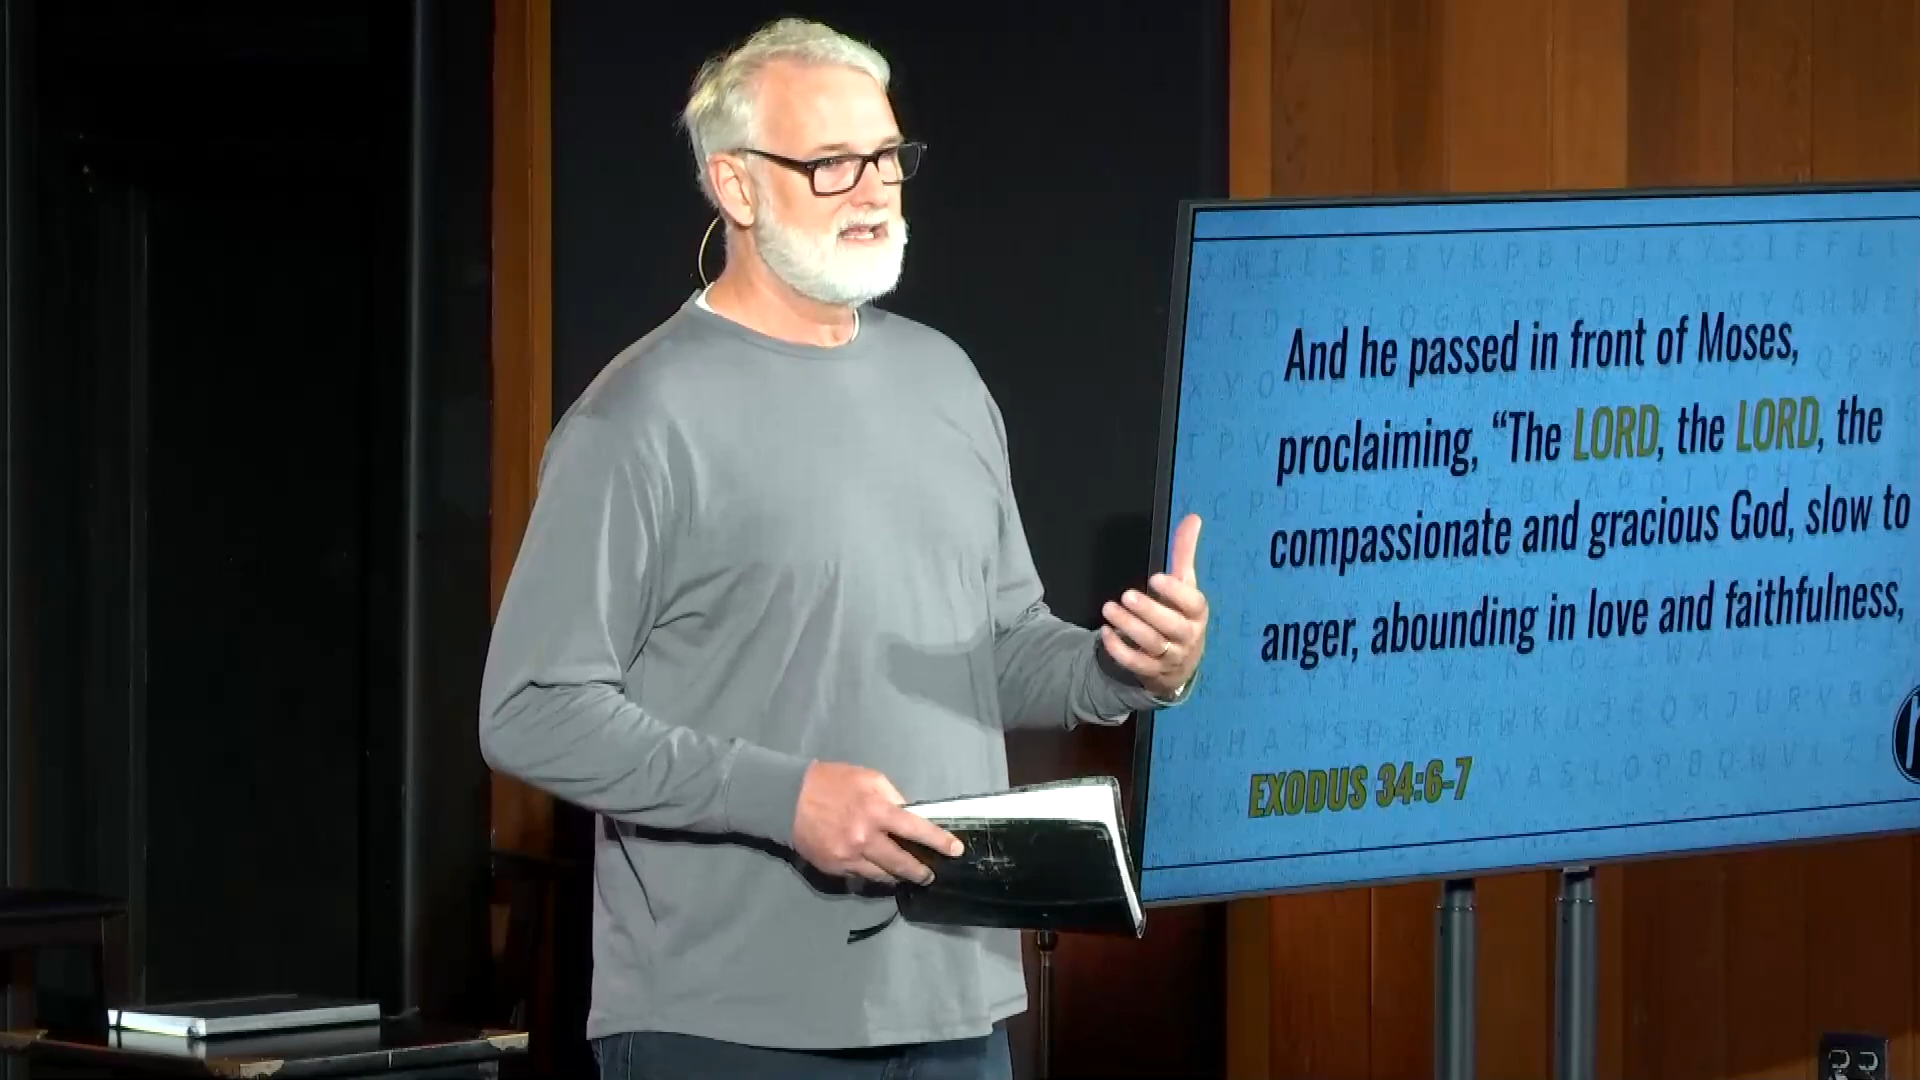 And he passed in front of Moses,
proclaiming, “The LORD, the LORD, the
compassionate and gracious God, slow to
anger, abounding in love and faithfulness,
EXODUS 34:6-7